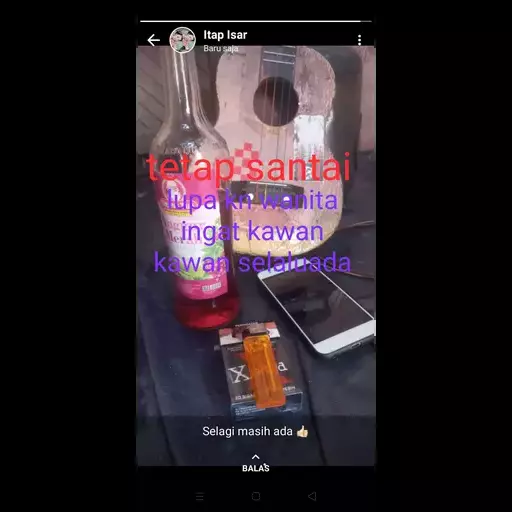 Itap Isar
Baru saja
tetap santai
lupa kn wanita
ingat kawan
kawan selaluada
Selagi masih ada 👍🏼
BALAS